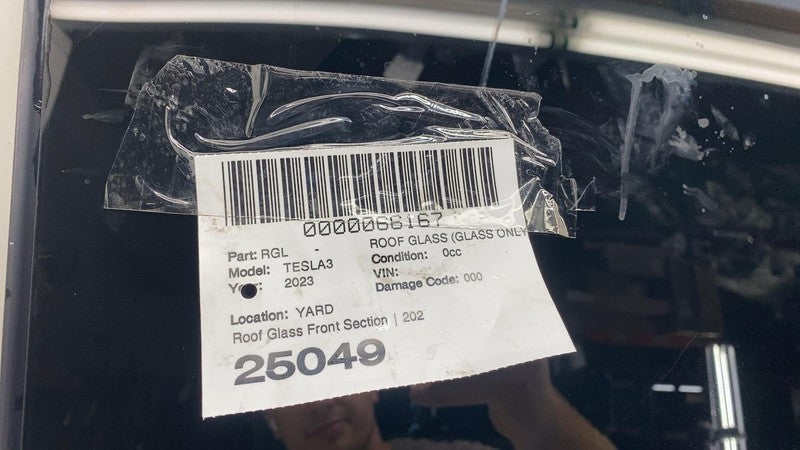 0000066167
Part: RGL - ROOF GLASS (GLASS ONLY
Model: TESLA3 Condition: 0cc
2023 VIN:
Damage Code: 000
Location: YARD
Roof Glass Front Section | 202
25049